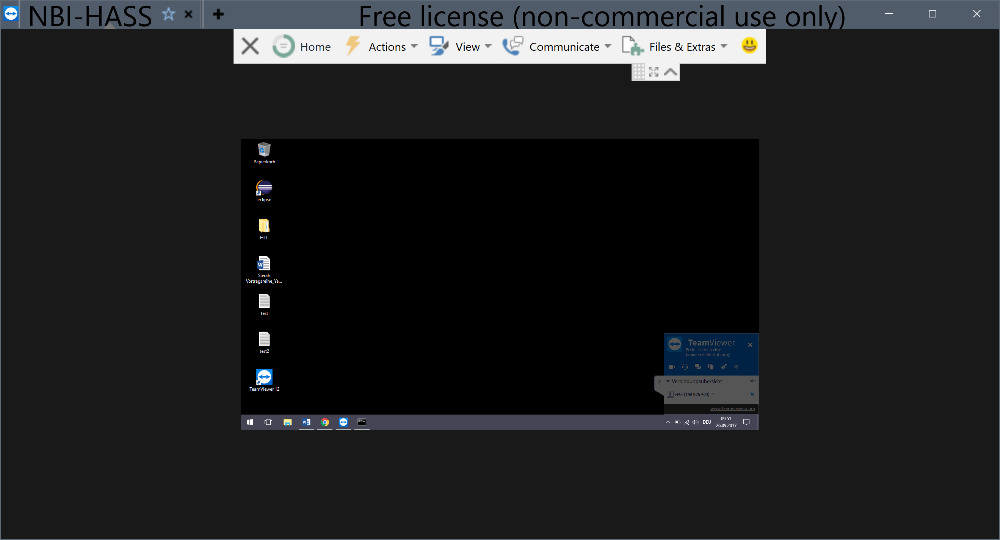 NBI-HASS
Free license (non-commercial use only)
Home
Actions
View
Communicate
Files & Extras
Papierkorb
eclipse
HTL
Sierah
Vortragsreihe_Ya...
test
test2
TeamViewer 12
TeamViewer
Freie Lizenz (keine
kommerzielle Nutzung)
Verbindungsübersicht
H45 (148 925 420)
www.teamviewer.com
DEU
09:51
26.09.2017